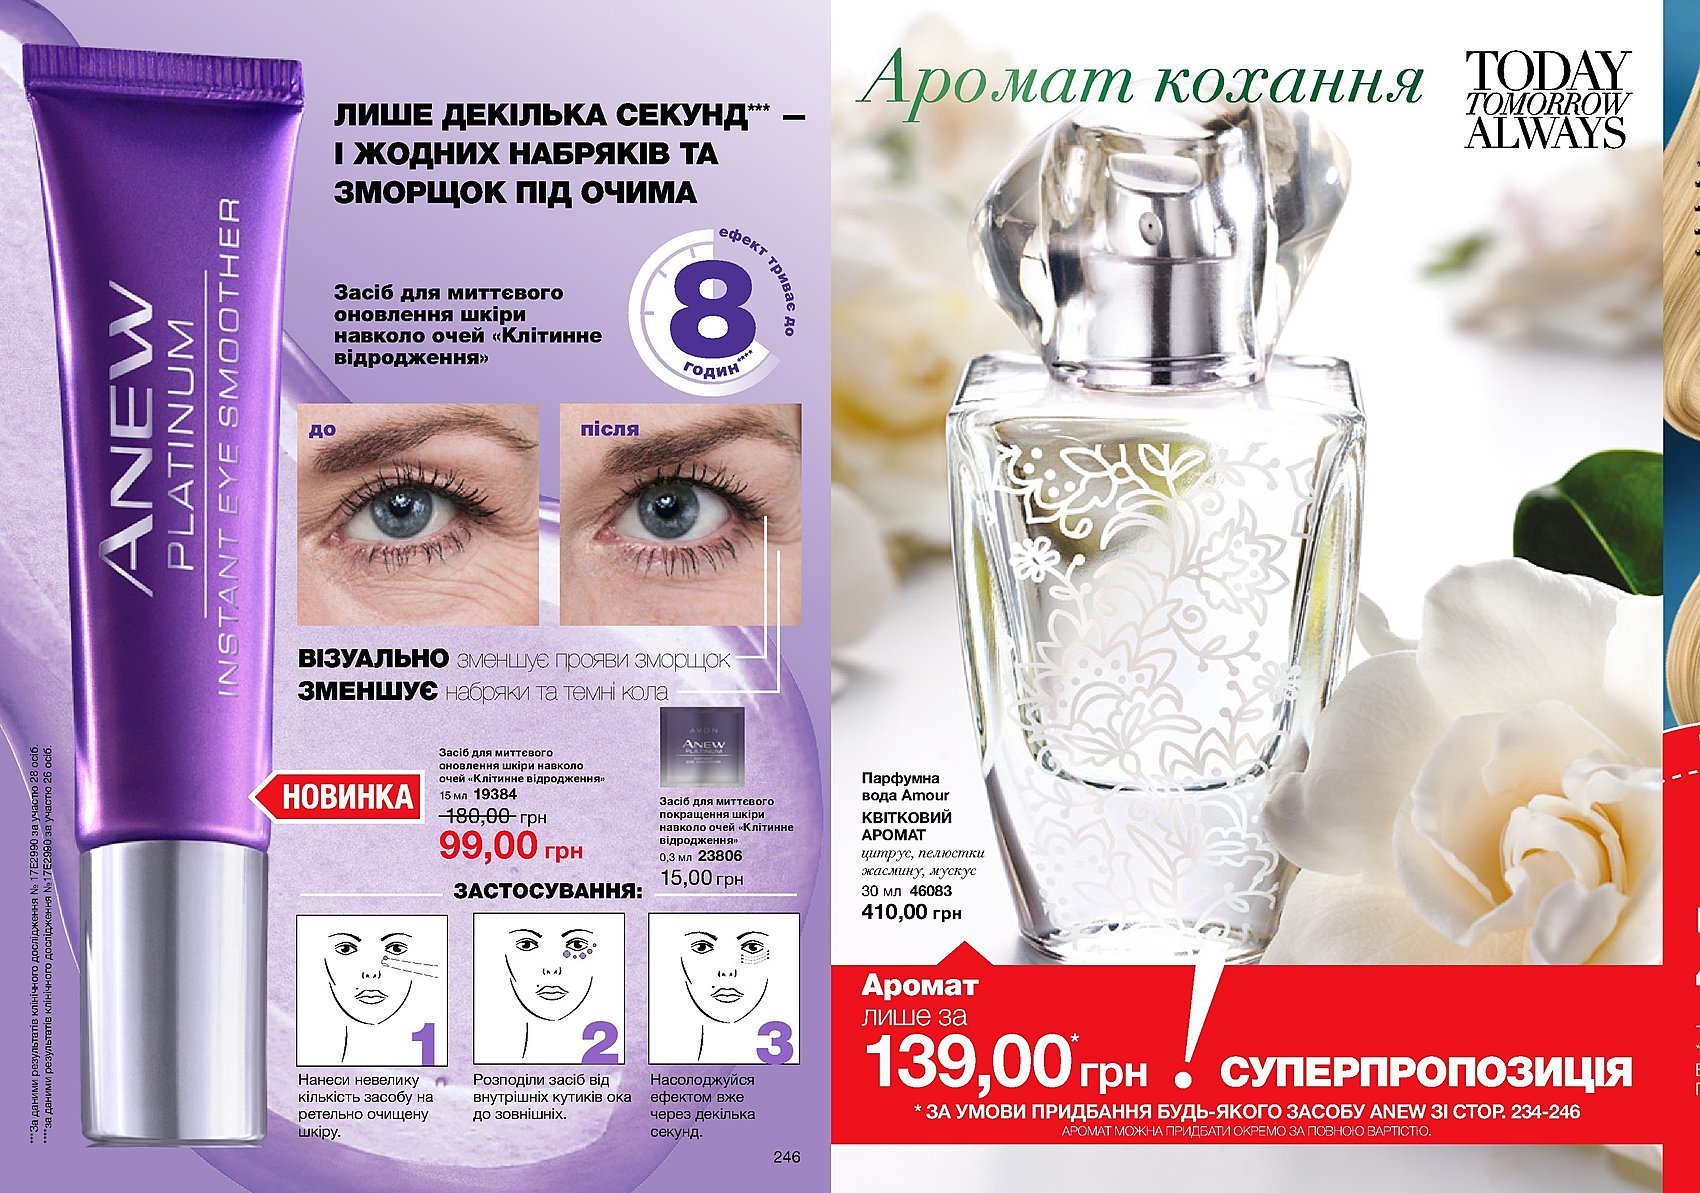 ЛИШЕ ДЕКІЛЬКА СЕКУНД*** —
І ЖОДНИХ НАБРЯКІВ ТА
ЗМОРЩОК ПІД ОЧИМА
Засіб для миттєвого
оновлення шкіри
навколо очей «Клітинне
відродження»
ефект триває до
8
годин****
ANEW
PLATINUM
INSTANT EYE SMOOTHER
до
після
ВІЗУАЛЬНО зменшує прояви зморщок
ЗМЕНШУЄ набряки та темні кола
НОВИНКА
Засіб для миттєвого
оновлення шкіри навколо
очей «Клітинне відродження»
15 мл 19384
180,00 грн
99,00 грн
AVON
ANEW
PLATINUM
Засіб для миттєвого
покращення шкіри
навколо очей «Клітинне
відродження»
0,3 мл 23806
15,00 грн
ЗАСТОСУВАННЯ:
1
Нанеси невелику
кількість засобу на
ретельно очищену
шкіру.
2
Розподіли засіб від
внутрішніх кутиків ока
до зовнішніх.
3
Насолоджуйся
ефектом вже
через декілька
секунд.
***За даними результатів клінічного дослідження № 17E2990 за участю 28 осіб.
****за даними результатів клінічного дослідження №17E2990 за участю 26 осіб.
246
Аромат кохання
TODAY
TOMORROW
ALWAYS
Парфумна
вода Amour
КВІТКОВИЙ
АРОМАТ
цитрус, пелюстки
жасмину, мускус
30 мл 46083
410,00 грн
Аромат
лише за
139,00* грн
! СУПЕРПРОПОЗИЦІЯ
* ЗА УМОВИ ПРИДБАННЯ БУДЬ-ЯКОГО ЗАСОБУ ANEW ЗІ СТОР. 234-246
АРОМАТ МОЖНА ПРИДБАТИ ОКРЕМО ЗА ПОВНОЮ ВАРТІСТЮ.